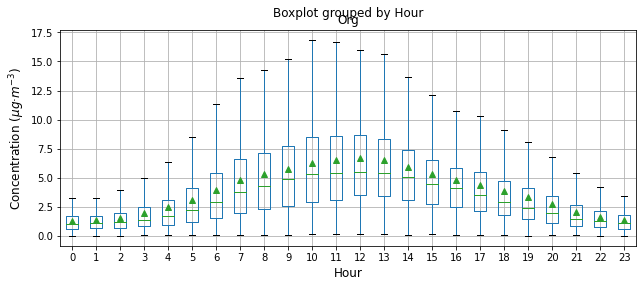 Boxplot grouped by Hour
Org
17.5
15.0
12.5
10.0
7.5
5.0
2.5
0.0
Concentration (μg·m⁻³)
0 1 2 3 4 5 6 7 8 9 10 11 12 13 14 15 16 17 18 19 20 21 22 23
Hour